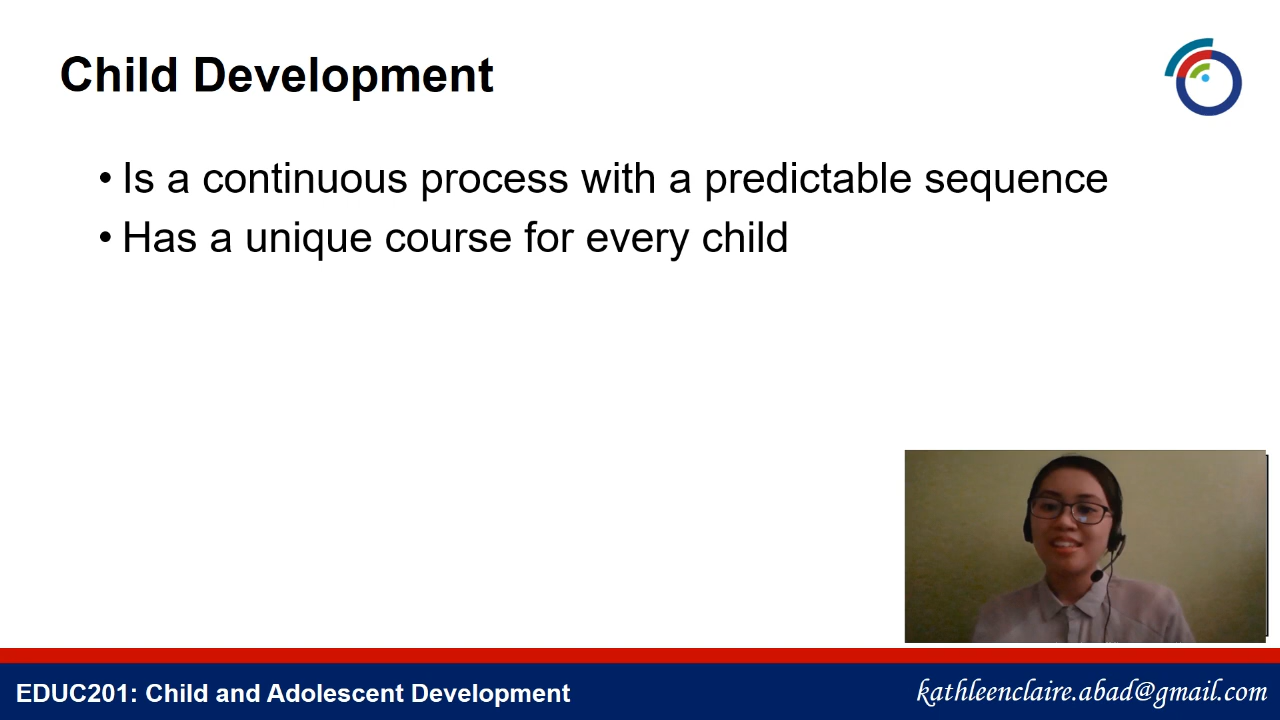 Child Development
• Is a continuous process with a predictable sequence
• Has a unique course for every child
EDUC201: Child and Adolescent Development
kathleenclaire.abad@gmail.com